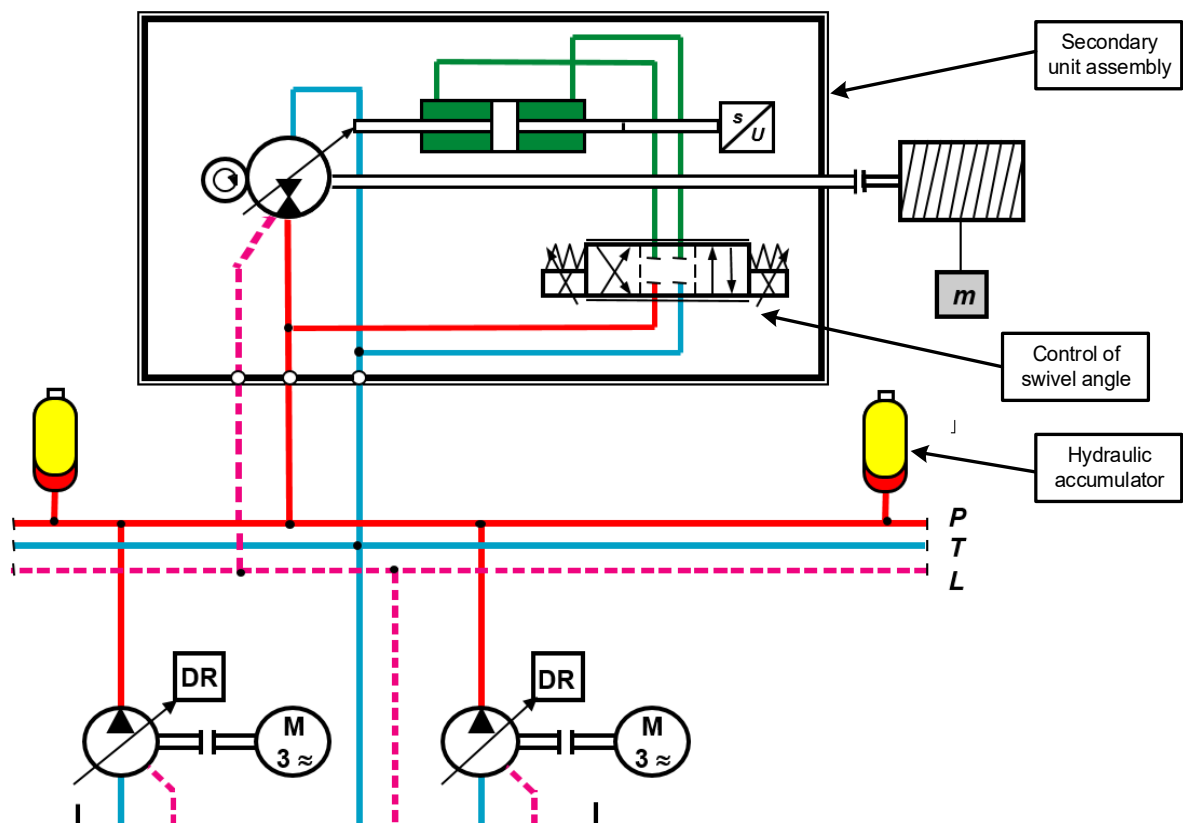 Secondary
unit assembly
s
U
m
Control of
swivel angle
Hydraulic
accumulator
P
T
L
DR
DR
M
3 ≈
M
3 ≈